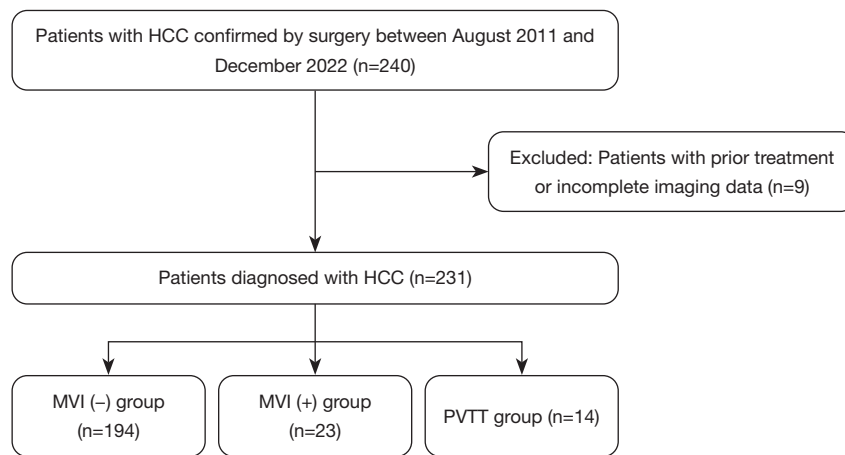 Patients with HCC confirmed by surgery between August 2011 and
December 2022 (n=240)
Excluded: Patients with prior treatment
or incomplete imaging data (n=9)
Patients diagnosed with HCC (n=231)
MVI (–) group
(n=194)
MVI (+) group
(n=23)
PVTT group (n=14)